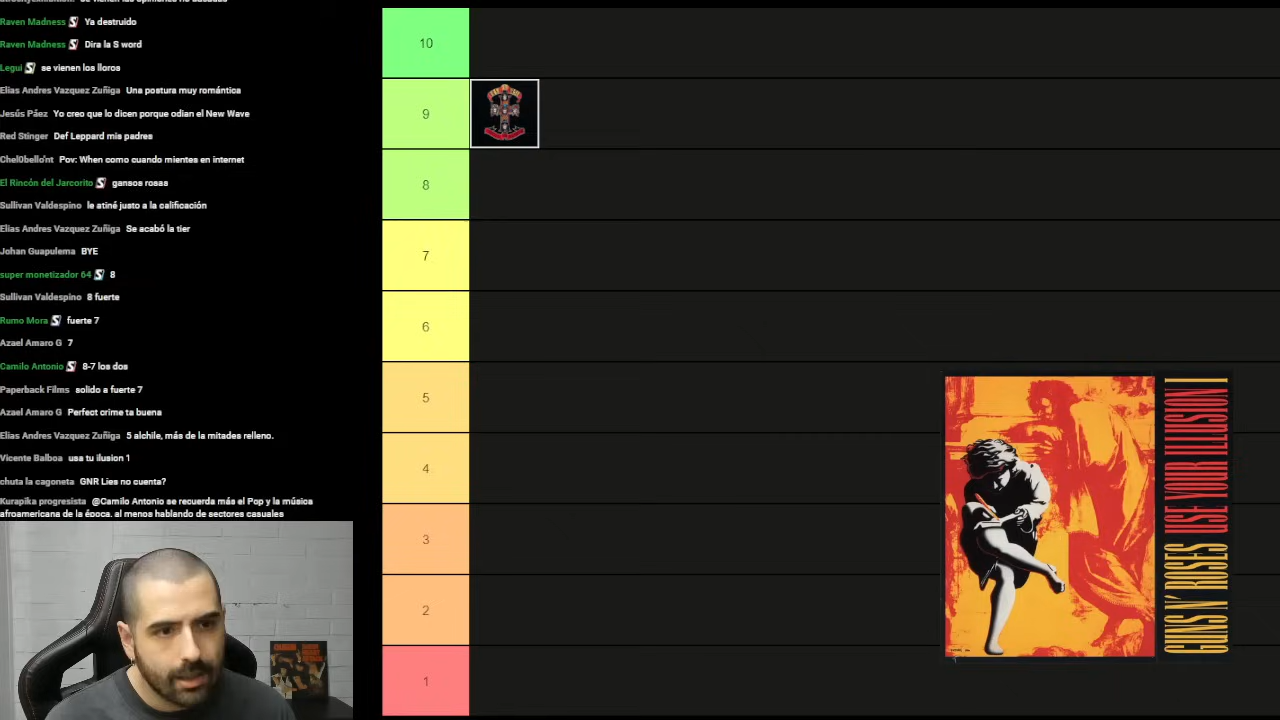 Raven Madness Ya destruido
Raven Madness Dira la S word
Legui se vienen los lloros
Elias Andres Vazquez Zuñiga Una postura muy romántica
Jesús Páez Yo creo que lo dicen porque odian el New Wave
Red Stinger Def Leppard mis padres
Chel0bello'nt Pov: When como cuando mientes en internet
El Rincón del Jarcorito gansos rosas
Sullivan Valdespino le atiné justo a la calificación
Elias Andres Vazquez Zuñiga Se acabó la tier
Johan Guapulema BYE
super monetizador 64 8
Sullivan Valdespino 8 fuerte
Rumo Mora fuerte 7
Azael Amaro G 7
Camilo Antonio 8-7 los dos
Paperback Films solido a fuerte 7
Azael Amaro G Perfect crime ta buena
Elias Andres Vazquez Zuñiga 5 alchile, más de la mitades relleno.
Vicente Balboa usa tu ilusion 1
chuta la cagoneta GNR Lies no cuenta?
Kurapika progresista @Camilo Antonio se recuerda más el Pop y la música
afroamericana de la época, al menos hablando de sectores casuales
10
9
8
7
6
5
4
3
2
1
GUNS N' ROSES USE YOUR ILLUSION I